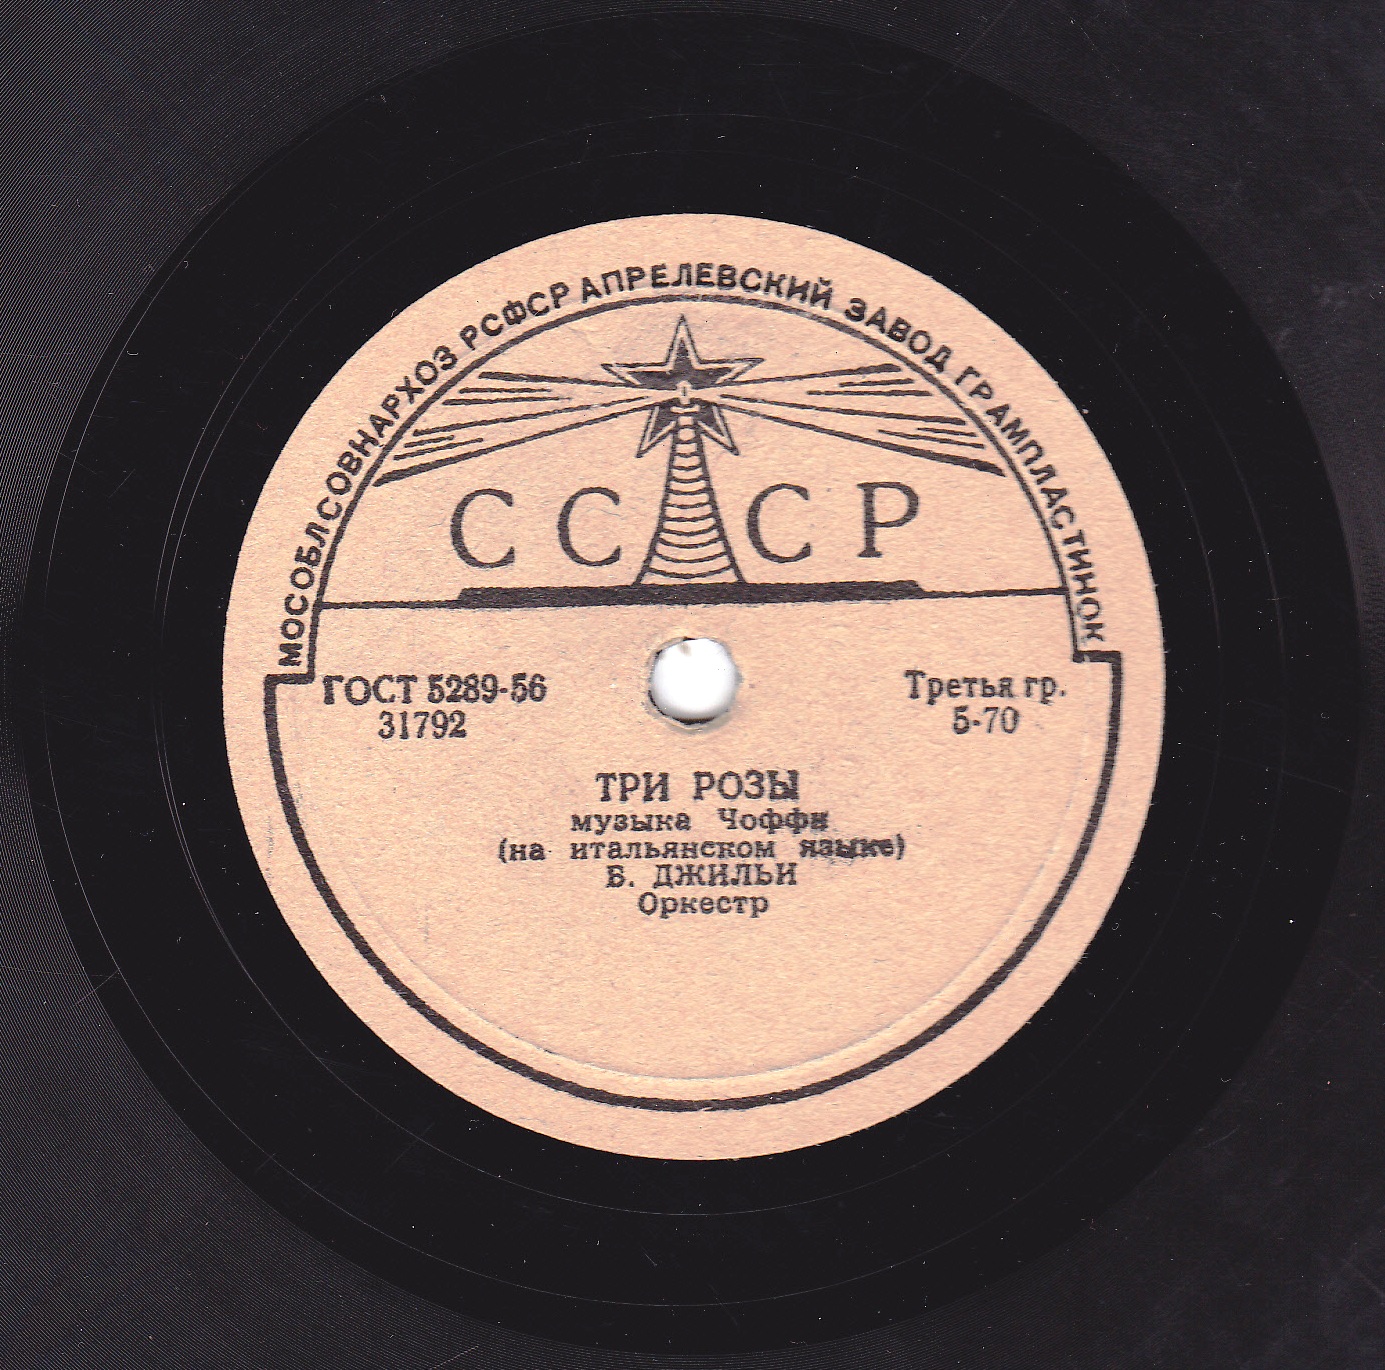 МОСОБЛСОВНАРХОЗ РСФСР АПРЕЛЕВСКИЙ ЗАВОД ГРАМПЛАСТИНОК
СССР
ГОСТ 5289-56
31792
Третья гр.
5-70
ТРИ РОЗЫ
музыка Чоффи
(на итальянском языке)
Б. ДЖИЛЬИ
Оркестр